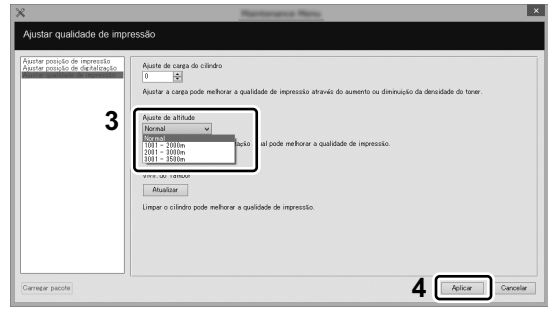 Maintenance Menu
Ajustar qualidade de impressão
Ajustar posição de impressão
Ajustar posição de digitalização
Ajuste de carga do cilindro
0
Ajustar a carga pode melhorar a qualidade de impressão através do aumento ou diminuição da densidade do toner.
3
Ajuste de altitude
Normal
Normal
1001 - 2000m
2001 - 3000m
3001 - 3500m
pode melhorar a qualidade de impressão.
Atualizar
Limpar o cilindro pode melhorar a qualidade de impressão.
Carregar pacote
4
Aplicar
Cancelar